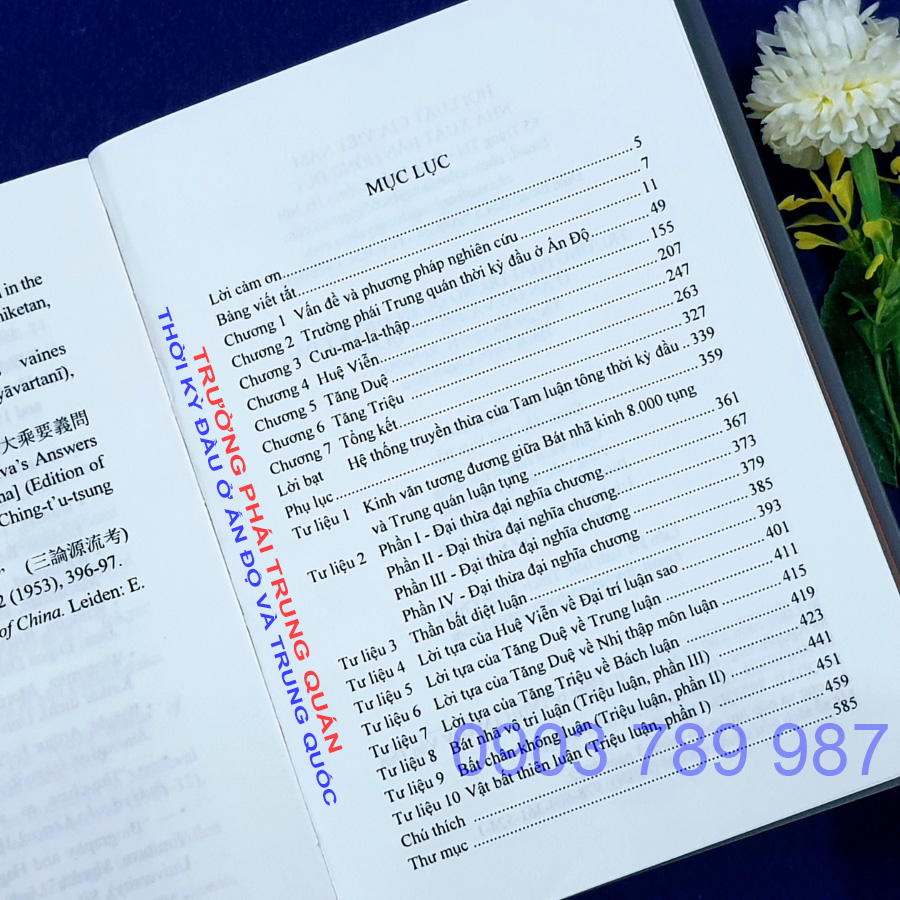 in the
iketan,
vaines
yāvartanī),
大乘要義問
va's Answers
na] (Edition of
Ching-t'u-tsung
(三論源流考)
2 (1953), 396-97.
of China. Leiden: E.
TRƯỜNG PHÁI TRUNG QUÁN
THỜI KỲ ĐẦU Ở ẤN ĐỘ VÀ TRUNG QUỐC
MỤC LỤC
Lời cảm ơn 5
Bảng viết tắt 7
Chương 1 Vấn đề và phương pháp nghiên cứu 11
Chương 2 Trường phái Trung quán thời kỳ đầu ở Ấn Độ 49
Chương 3 Cưu-ma-la-thập 155
Chương 4 Huệ Viễn 207
Chương 5 Tăng Duệ 247
Chương 6 Tăng Triệu 263
Chương 7 Tổng kết 327
Lời bạt Hệ thống truyền thừa của Tam luận tông thời kỳ đầu 339
Phụ lục 359
Tư liệu 1 Kinh văn tương đương giữa Bát nhã kinh 8.000 tụng
và Trung quán luận tụng 361
Tư liệu 2 Phần I - Đại thừa đại nghĩa chương 367
Phần II - Đại thừa đại nghĩa chương 373
Phần III - Đại thừa đại nghĩa chương 379
Phần IV - Đại thừa đại nghĩa chương 385
Tư liệu 3 Thần bất diệt luận 393
Tư liệu 4 Lời tựa của Huệ Viễn về Đại trí luận sao 401
Tư liệu 5 Lời tựa của Tăng Duệ về Trung luận 411
Tư liệu 6 Lời tựa của Tăng Duệ về Nhị thập môn luận 415
Tư liệu 7 Lời tựa của Tăng Triệu về Bách luận 419
Tư liệu 8 Bát nhã vô tri luận (Triệu luận, phần III) 423
Tư liệu 9 Bất chân không luận (Triệu luận, phần II) 441
Tư liệu 10 Vật bất thiên luận (Triệu luận, phần I) 451
Chú thích 459
Thư mục 585
0903 789 987